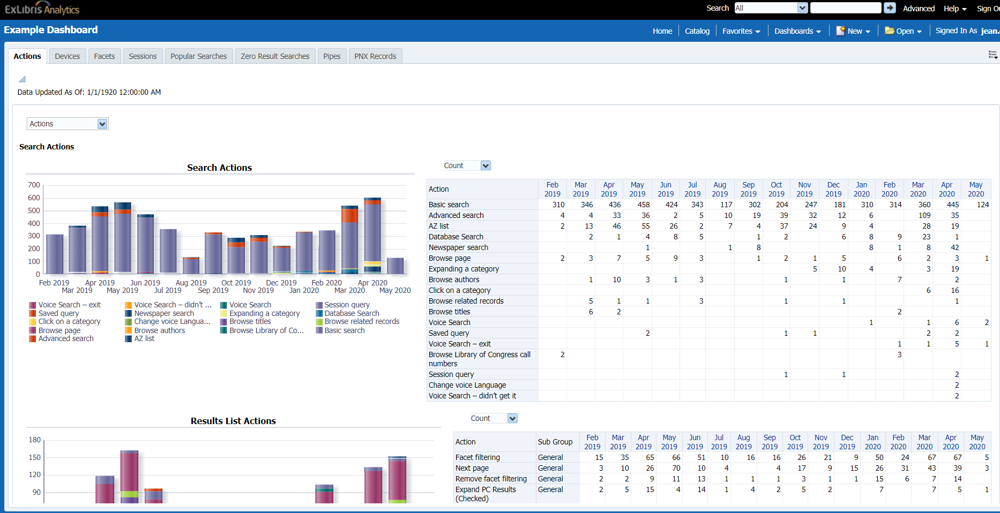 ExLibris Analytics
Search All Advanced Help Sign Ou
Example Dashboard
Home Catalog Favorites Dashboards New Open Signed In As jean.
Actions Devices Facets Sessions Popular Searches Zero Result Searches Pipes PNX Records
Data Updated As Of: 1/1/1920 12:00:00 AM
Actions
Search Actions
Search Actions
700
600
500
400
300
200
100
0
Feb 2019 Apr 2019 Jun 2019 Aug 2019 Oct 2019 Dec 2019 Feb 2020 Apr 2020
Mar 2019 May 2019 Jul 2019 Sep 2019 Nov 2019 Jan 2020 Mar 2020 May 2020
Voice Search – exit Voice Search – didn't ... Voice Search Session query
Saved query Newspaper search Expanding a category Database Search
Click on a category Change voice Langua... Browse titles Browse related records
Browse page Browse authors Browse Library of Co... Basic search
Advanced search AZ list
Count
Action Feb 2019 Mar 2019 Apr 2019 May 2019 Jun 2019 Jul 2019 Aug 2019 Sep 2019 Oct 2019 Nov 2019 Dec 2019 Jan 2020 Feb 2020 Mar 2020 Apr 2020 May 2020
Basic search 310 346 436 458 424 343 117 302 204 247 181 310 314 360 445 124
Advanced search 4 4 33 36 2 5 10 19 39 32 12 6 109 35
AZ list 2 13 46 55 26 2 7 4 37 24 9 4 28 19
Database Search 2 1 4 8 5 1 2 6 8 9 23 1
Newspaper search 1 1 8 8 1 8 42
Browse page 2 3 7 5 9 3 1 2 1 5 6 2 3 1
Expanding a category 5 10 4 3 19
Browse authors 1 10 3 1 3 1 1 7 2
Click on a category 6 16
Browse related records 5 1 1 3 1 1 1
Browse titles 6 2 2
Voice Search 1 1 6 2
Saved query 2 1 1 2 2
Voice Search – exit 1 1 5 1
Browse Library of Congress call
numbers 2 3
Session query 1 1 2
Change voice Language 2
Voice Search – didn't get it 2
Results List Actions
180
150
120
90
Count
Action Sub Group Feb 2019 Mar 2019 Apr 2019 May 2019 Jun 2019 Jul 2019 Aug 2019 Sep 2019 Oct 2019 Nov 2019 Dec 2019 Jan 2020 Feb 2020 Mar 2020 Apr 2020 May 2020
Facet filtering General 15 35 65 66 51 10 16 16 26 21 9 50 24 67 67 5
Next page General 3 10 26 70 10 4 4 17 9 15 26 31 43 39 3
Remove facet filtering General 2 2 9 11 13 1 1 1 3 1 1 15 6 7 14
Expand PC Results General 2 5 15 4 14 1 4 2 5 2 7 7 5 1
(Checked)